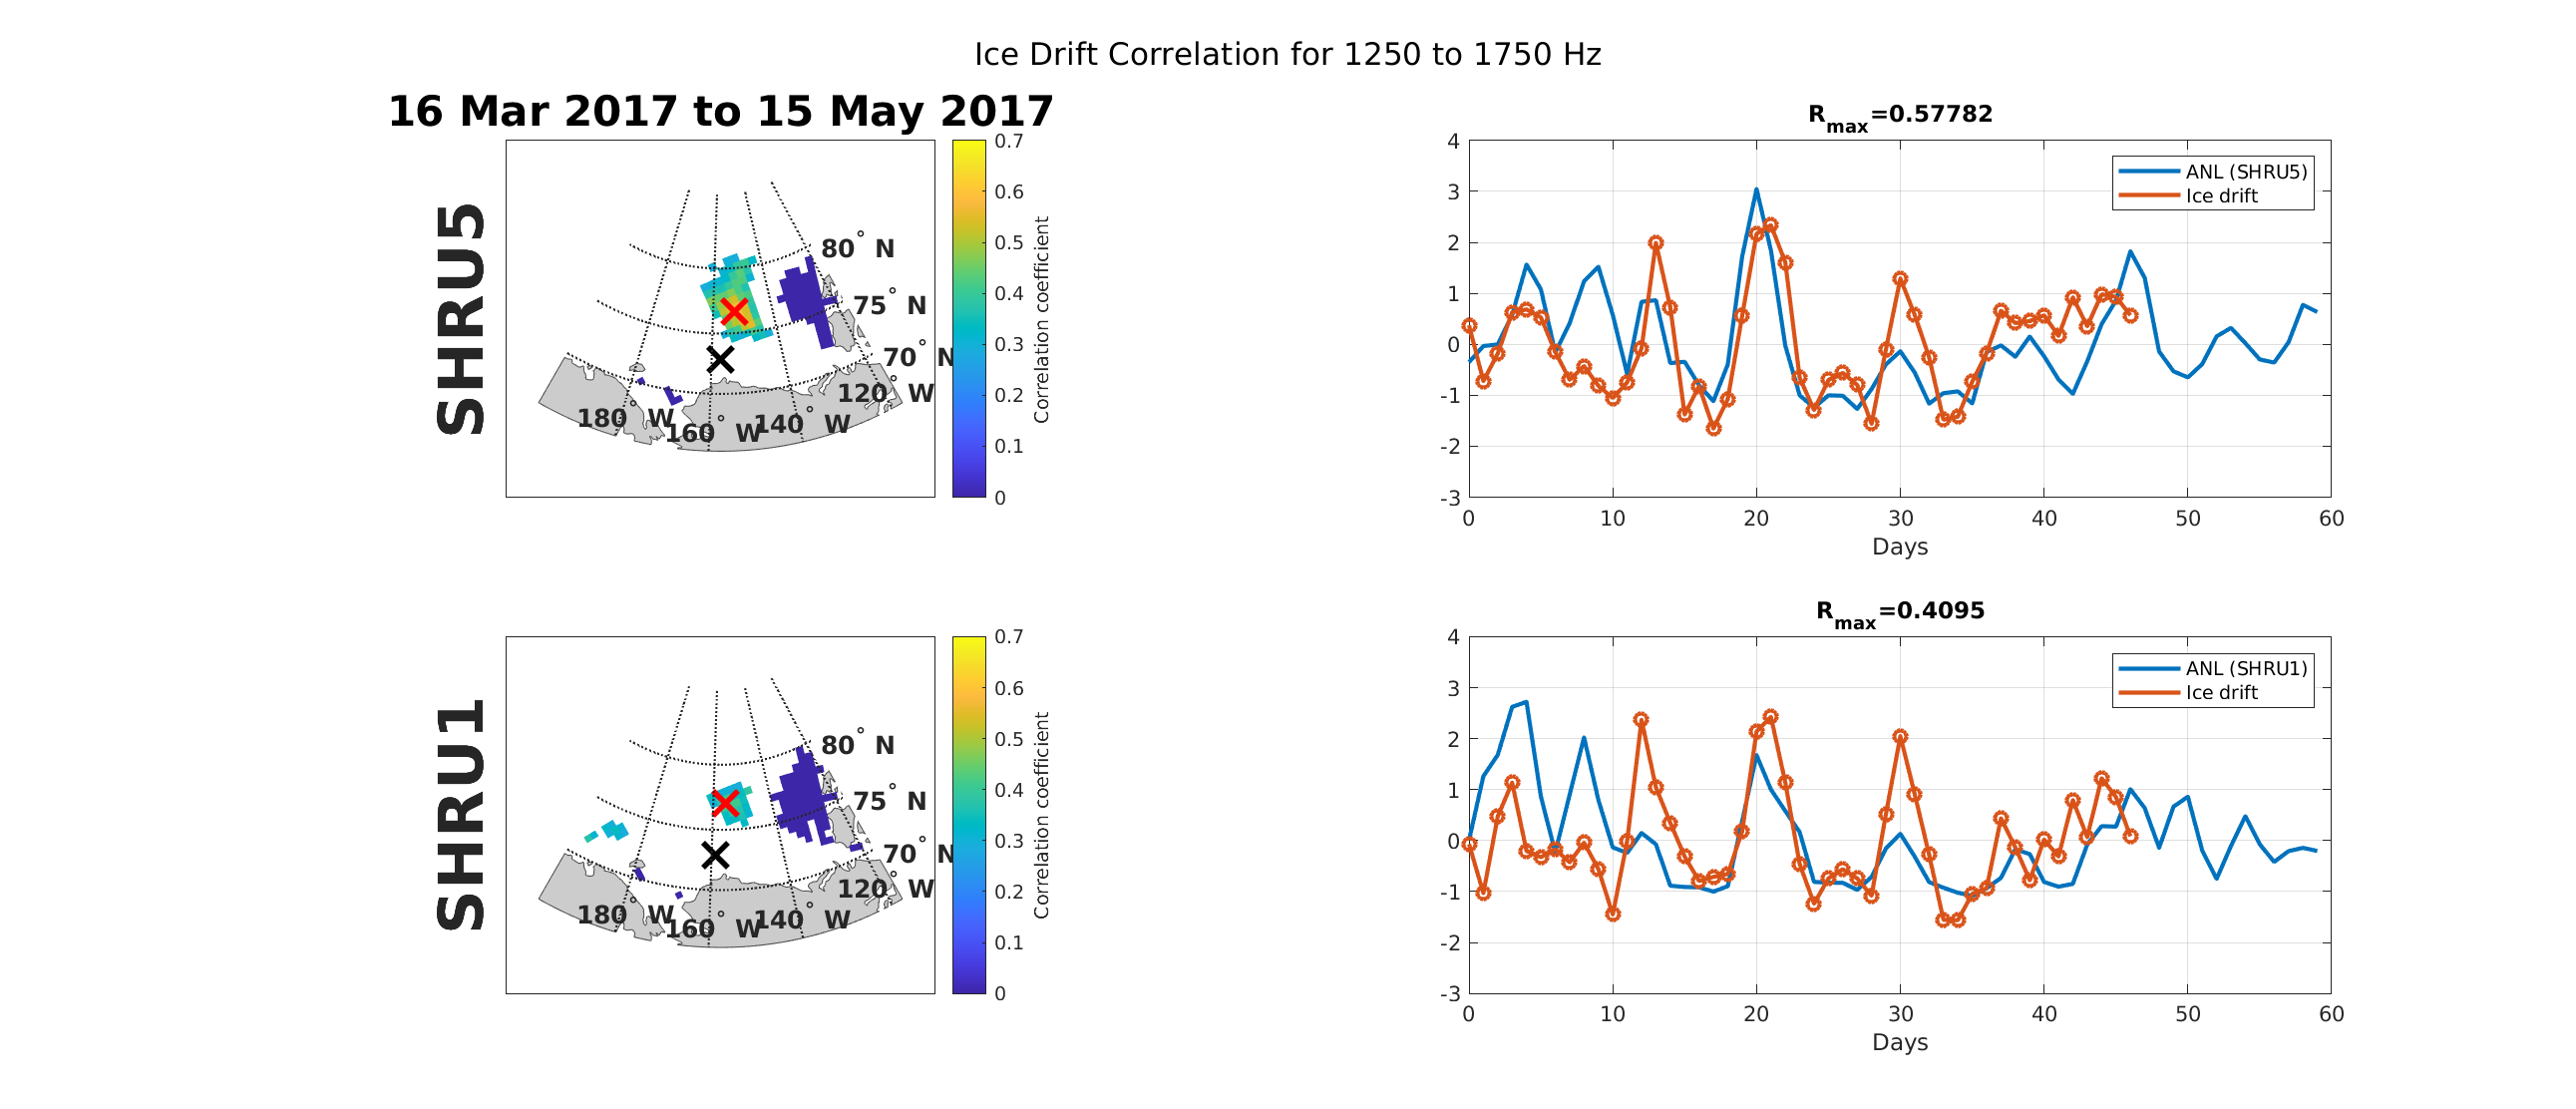 Ice Drift Correlation for 1250 to 1750 Hz
16 Mar 2017 to 15 May 2017
SHRU5
80° N
75° N
70° N
120° W
180° W
160° W
140° W
0.7
0.6
0.5
0.4
0.3
0.2
0.1
0
Correlation coefficient
Rmax=0.57782
4
3
2
1
0
-1
-2
-3
0 10 20 30 40 50 60
Days
ANL (SHRU5)
Ice drift
SHRU1
80° N
75° N
70° N
120° W
180° W
160° W
140° W
0.7
0.6
0.5
0.4
0.3
0.2
0.1
0
Correlation coefficient
Rmax=0.4095
4
3
2
1
0
-1
-2
-3
0 10 20 30 40 50 60
Days
ANL (SHRU1)
Ice drift